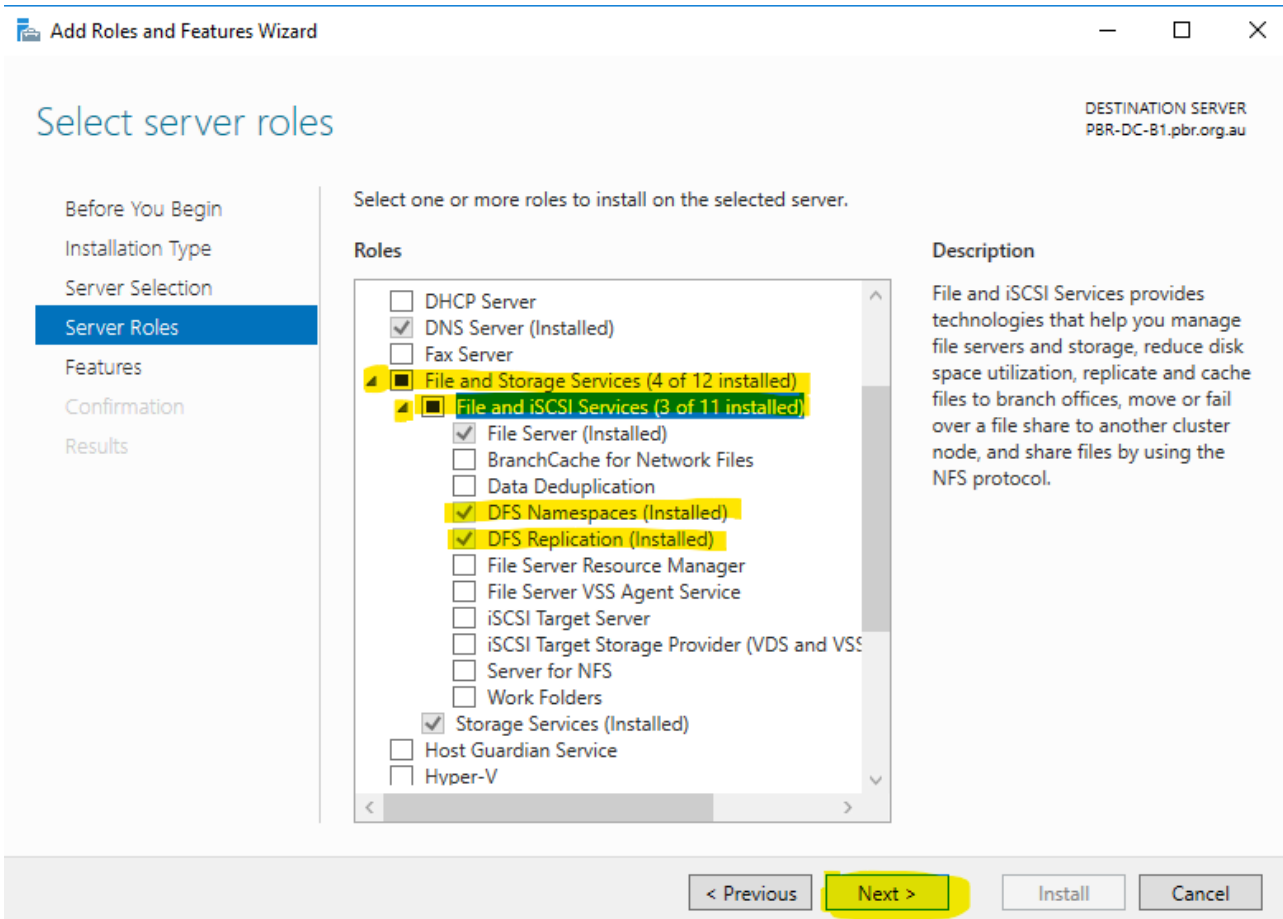 Add Roles and Features Wizard
Select server roles
DESTINATION SERVER
PBR-DC-B1.pbr.org.au
Before You Begin
Installation Type
Server Selection
Server Roles
Features
Confirmation
Results
Select one or more roles to install on the selected server.
Roles
DHCP Server
DNS Server (Installed)
Fax Server
File and Storage Services (4 of 12 installed)
File and iSCSI Services (3 of 11 installed)
File Server (Installed)
BranchCache for Network Files
Data Deduplication
DFS Namespaces (Installed)
DFS Replication (Installed)
File Server Resource Manager
File Server VSS Agent Service
iSCSI Target Server
iSCSI Target Storage Provider (VDS and VSS
Server for NFS
Work Folders
Storage Services (Installed)
Host Guardian Service
Hyper-V
Description
File and iSCSI Services provides
technologies that help you manage
file servers and storage, reduce disk
space utilization, replicate and cache
files to branch offices, move or fail
over a file share to another cluster
node, and share files by using the
NFS protocol.
< Previous
Next >
Install
Cancel